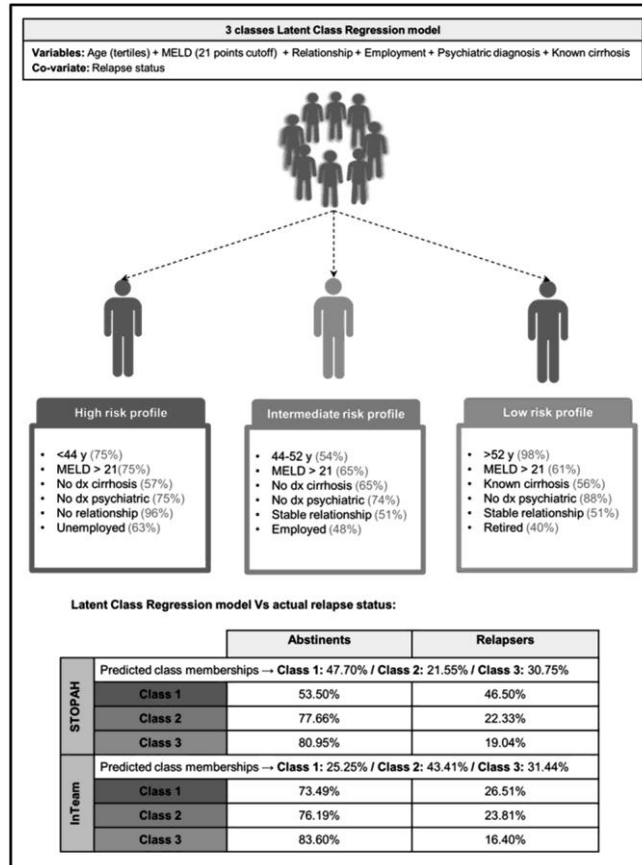 3 classes Latent Class Regression model
Variables: Age (tertiles) + MELD (21 points cutoff) + Relationship + Employment + Psychiatric diagnosis + Known cirrhosis
Co-variate: Relapse status
High risk profile
• <44 y (75%)
• MELD > 21(75%)
• No dx cirrhosis (57%)
• No dx psychiatric (75%)
• No relationship (96%)
• Unemployed (63%)
Intermediate risk profile
• 44-52 y (54%)
• MELD > 21 (65%)
• No dx cirrhosis (65%)
• No dx psychiatric (74%)
• Stable relationship (51%)
• Employed (48%)
Low risk profile
• >52 y (98%)
• MELD > 21 (61%)
• Known cirrhosis (56%)
• No dx psychiatric (88%)
• Stable relationship (51%)
• Retired (40%)
Latent Class Regression model Vs actual relapse status:
Abstinents Relapsers
STOPAH
Predicted class memberships → Class 1: 47.70% / Class 2: 21.55% / Class 3: 30.75%
Class 1 53.50% 46.50%
Class 2 77.66% 22.33%
Class 3 80.95% 19.04%
InTeam
Predicted class memberships → Class 1: 25.25% / Class 2: 43.41% / Class 3: 31.44%
Class 1 73.49% 26.51%
Class 2 76.19% 23.81%
Class 3 83.60% 16.40%